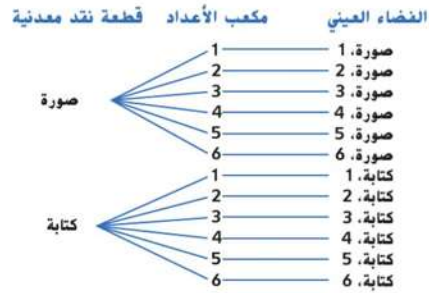 قطعة نقد معدنية مكعب الأعداد الفضاء العيني
1 صورة، 1
2 صورة، 2
3 صورة، 3
صورة
4 صورة، 4
5 صورة، 5
6 صورة، 6
1 كتابة، 1
2 كتابة، 2
3 كتابة، 3
كتابة
4 كتابة، 4
5 كتابة، 5
6 كتابة، 6